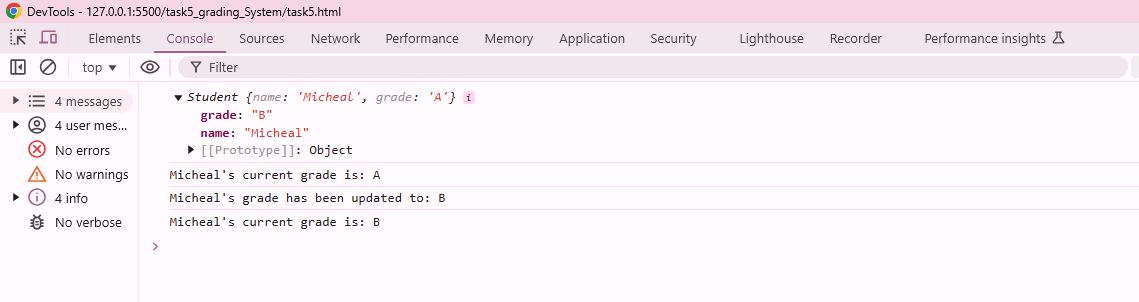 DevTools - 127.0.0.1:5500/task5_grading_System/task5.html
Elements Console Sources Network Performance Memory Application Security Lighthouse Recorder Performance insights
top Filter
4 messages
4 user mes...
No errors
No warnings
4 info
No verbose
Student {name: 'Micheal', grade: 'A'} i
grade: "B"
name: "Micheal"
[[Prototype]]: Object
Micheal's current grade is: A
Micheal's grade has been updated to: B
Micheal's current grade is: B